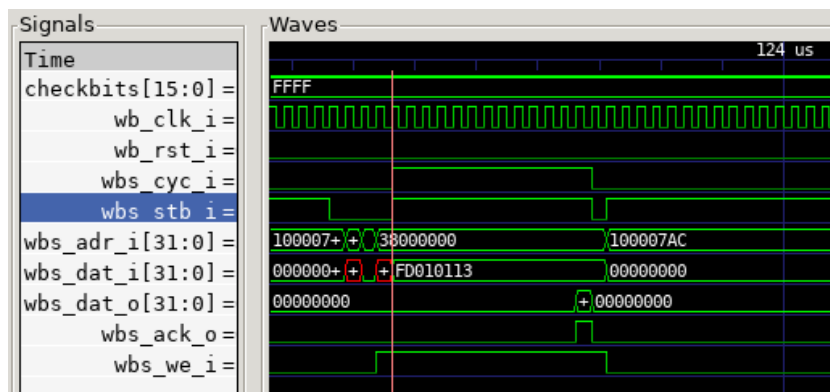 Signals
Waves
Time
124 us
checkbits[15:0] =
FFFF
wb_clk_i =
wb_rst_i =
wbs_cyc_i =
wbs_stb_i =
wbs_adr_i[31:0] =
100007+ + 38000000 100007AC
wbs_dat_i[31:0] =
000000+ + + FD010113 00000000
wbs_dat_o[31:0] =
00000000 + 00000000
wbs_ack_o =
wbs_we_i =